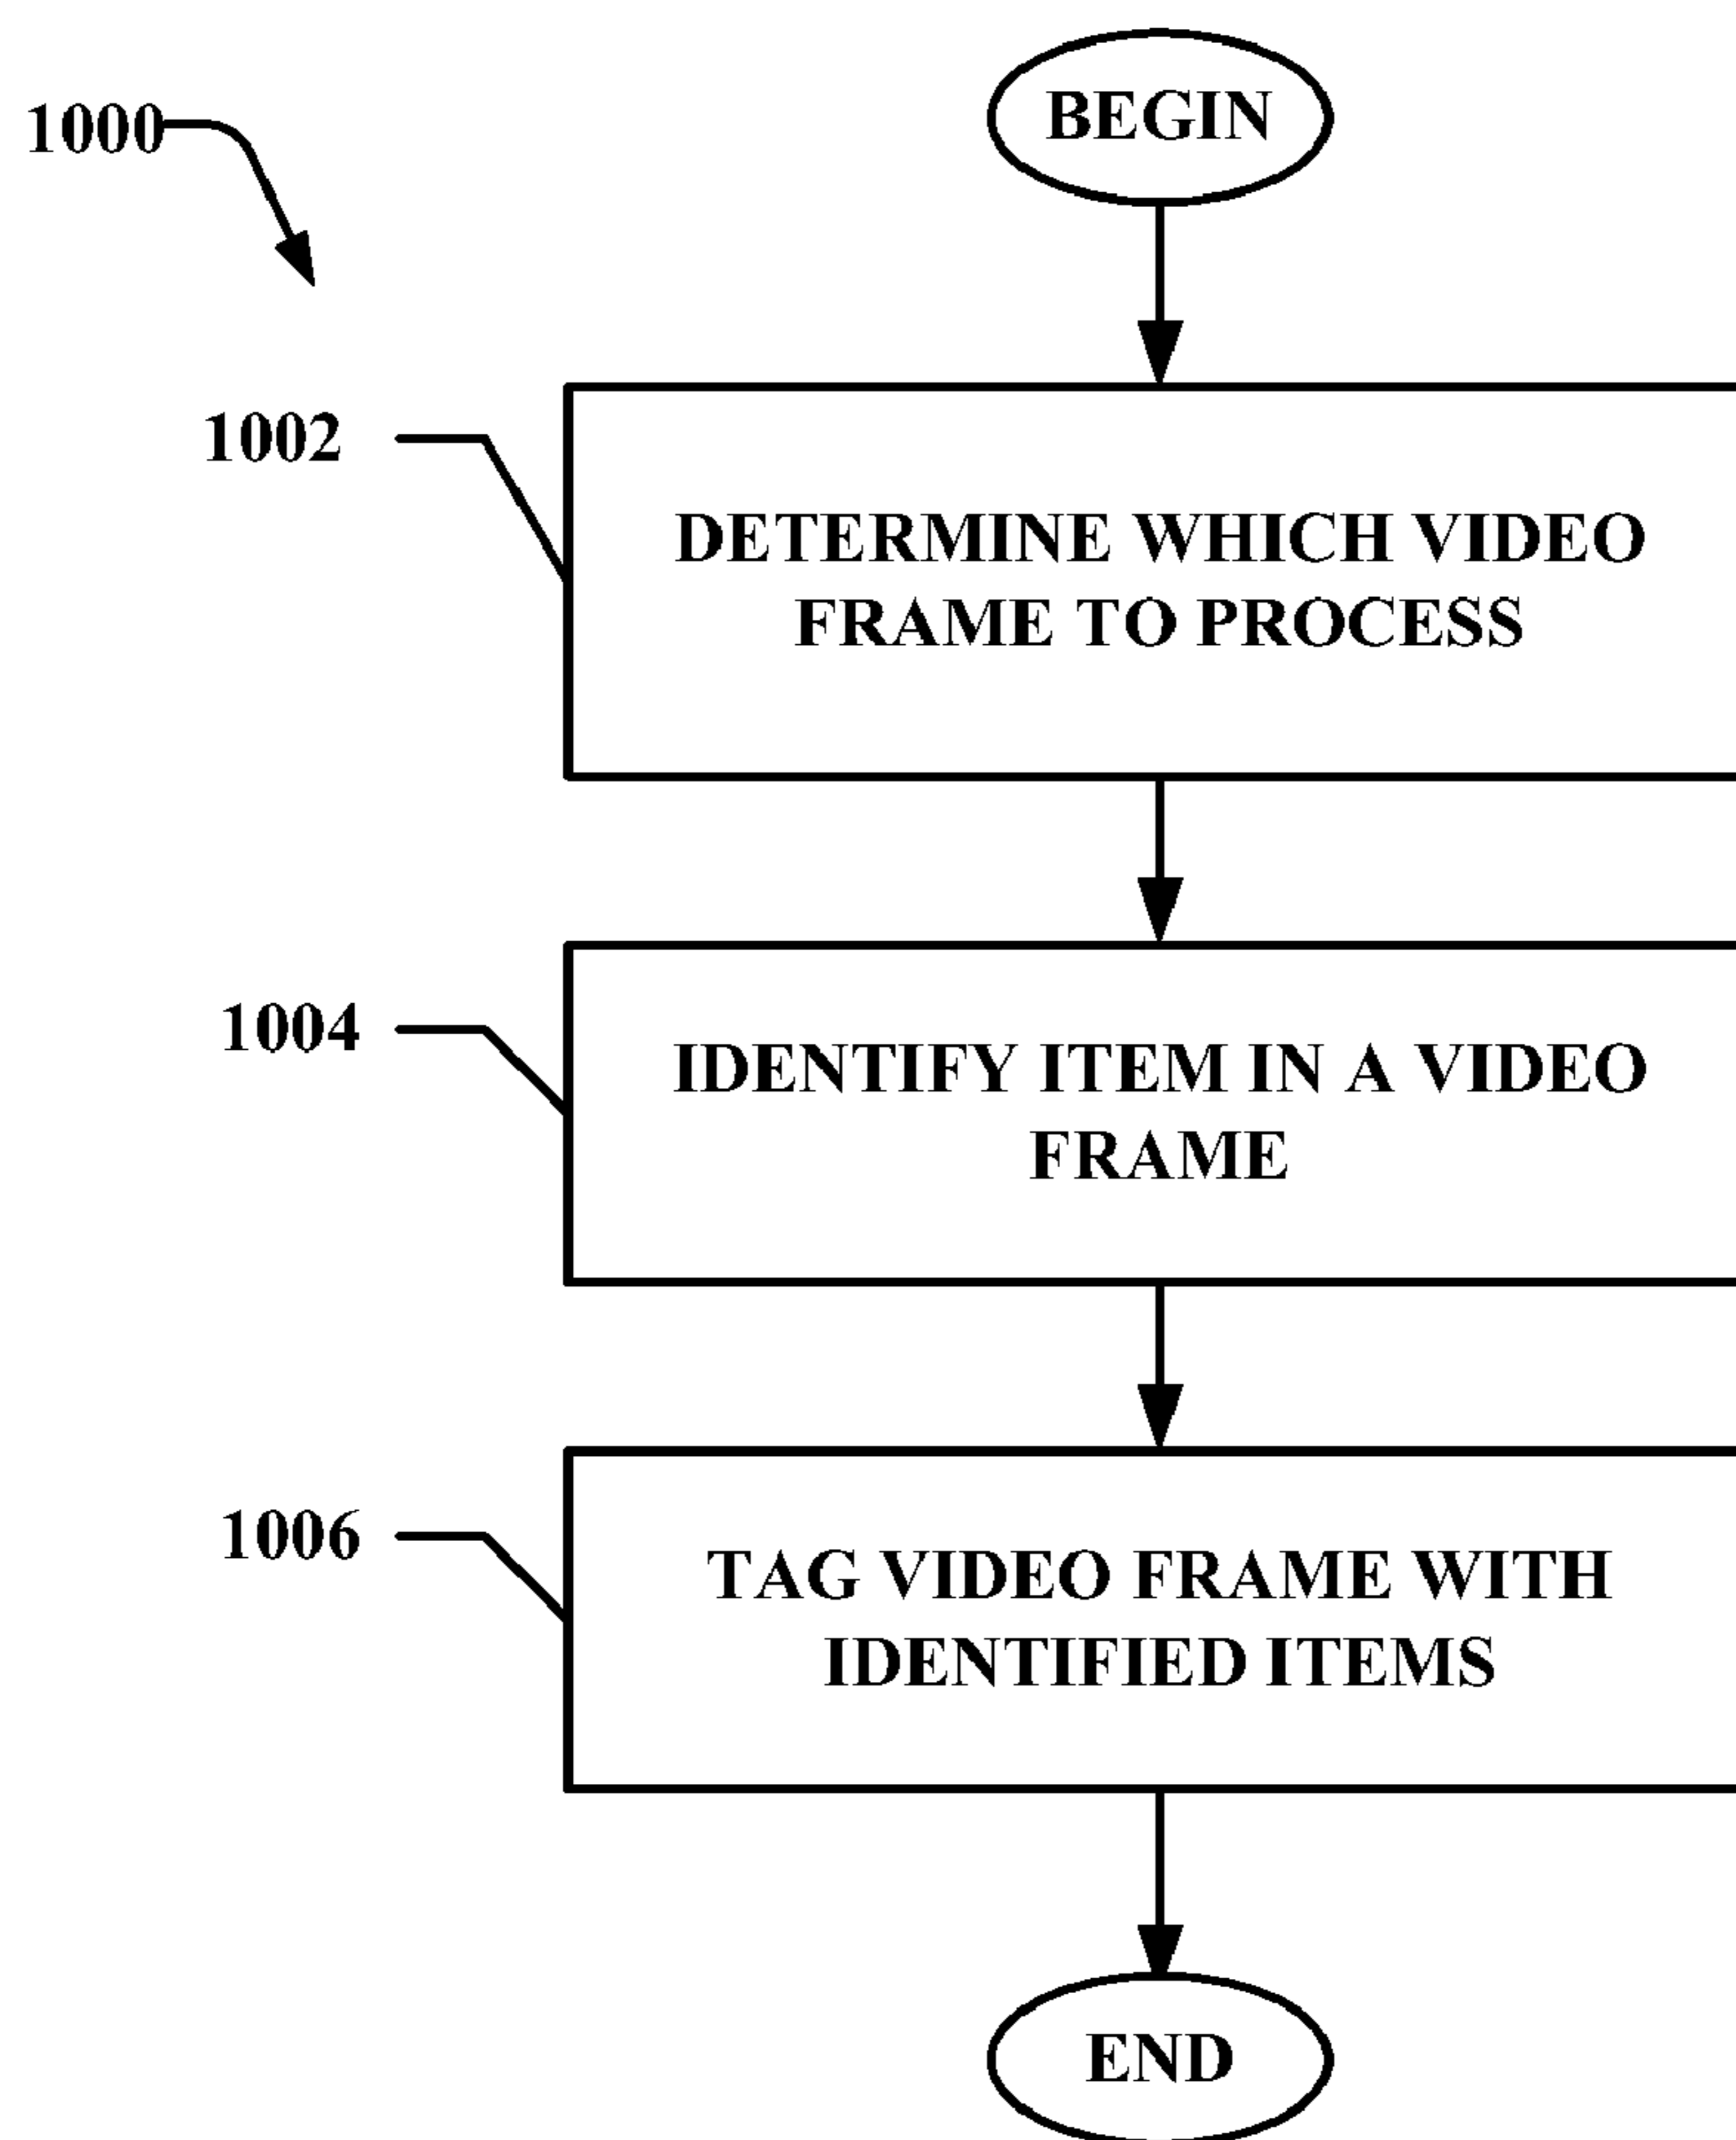 1000
BEGIN
1002
DETERMINE WHICH VIDEO
FRAME TO PROCESS
1004
IDENTIFY ITEM IN A VIDEO
FRAME
1006
TAG VIDEO FRAME WITH
IDENTIFIED ITEMS
END